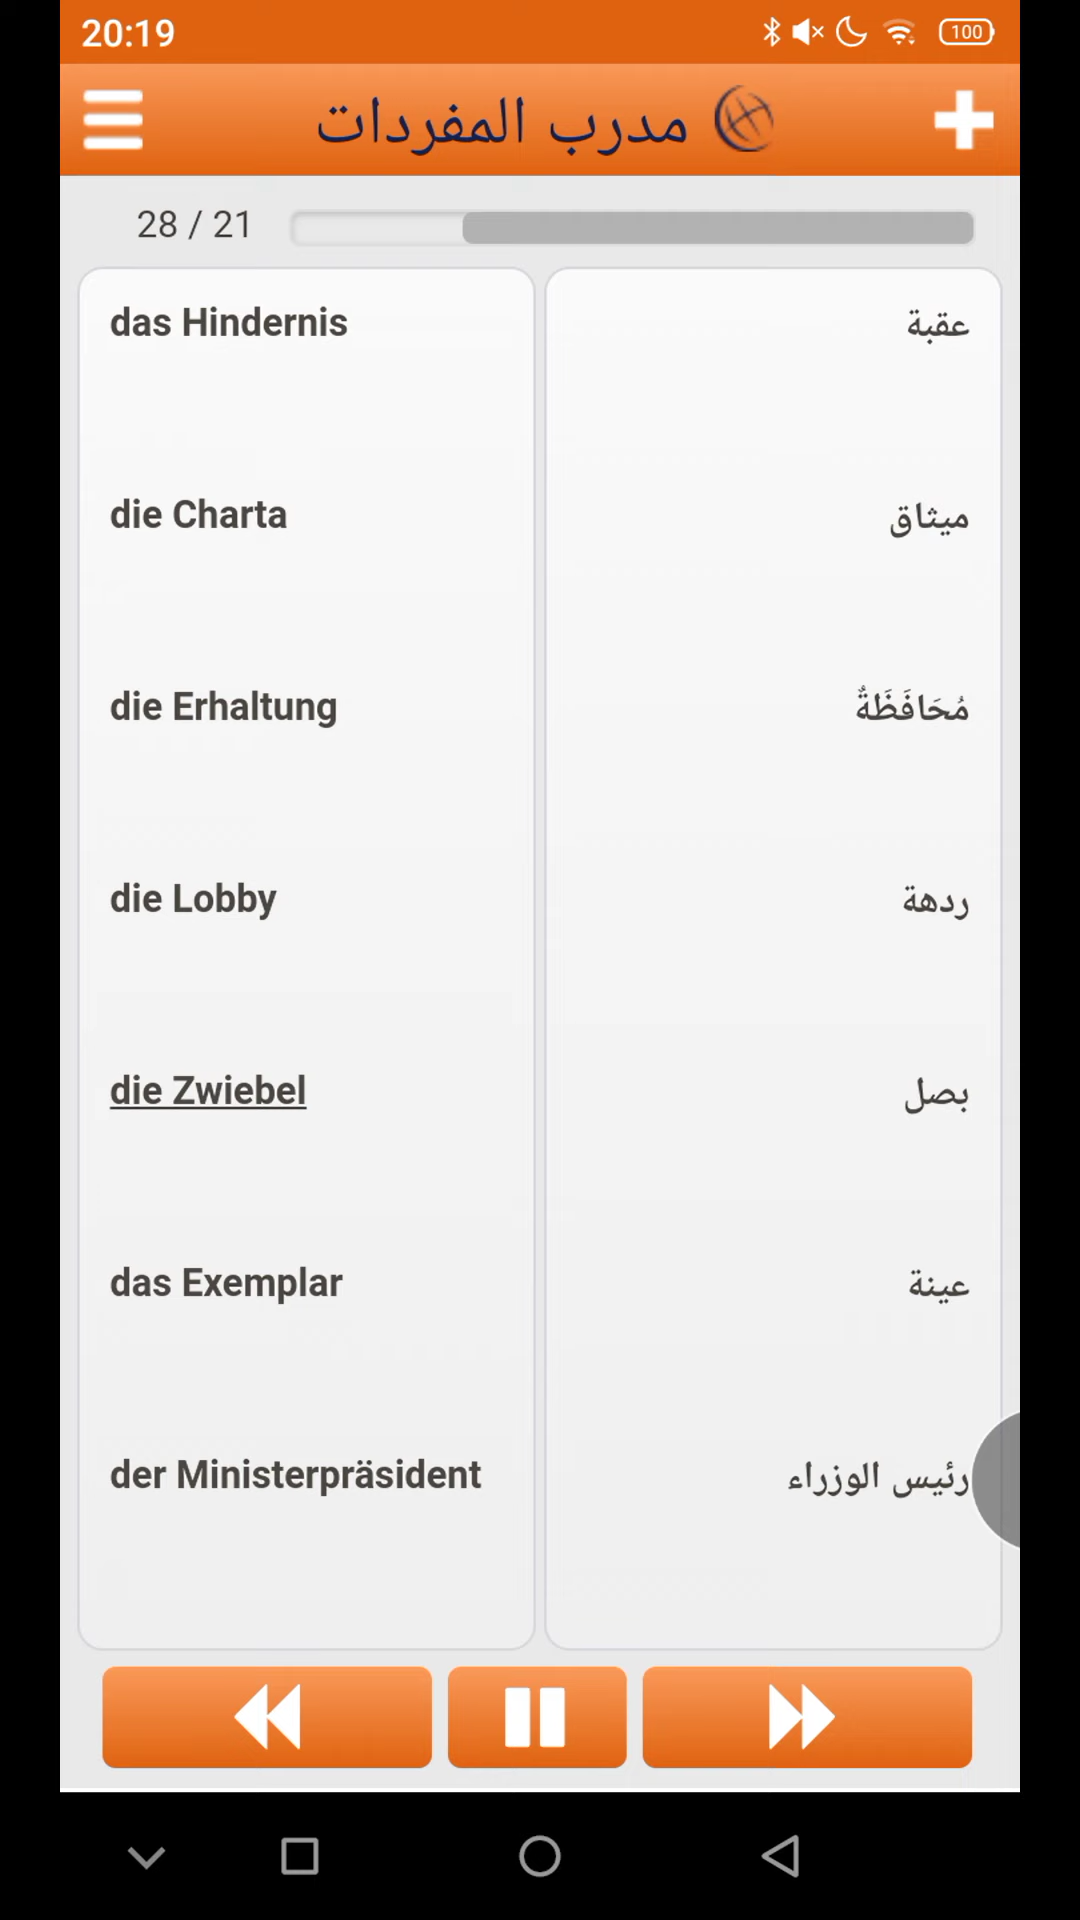 20:19
100
مدرب المفردات
28 / 21
das Hindernis
عقبة
die Charta
ميثاق
die Erhaltung
مُحَافَظَةٌ
die Lobby
ردهة
die Zwiebel
بصل
das Exemplar
عينة
der Ministerpräsident
رئيس الوزراء